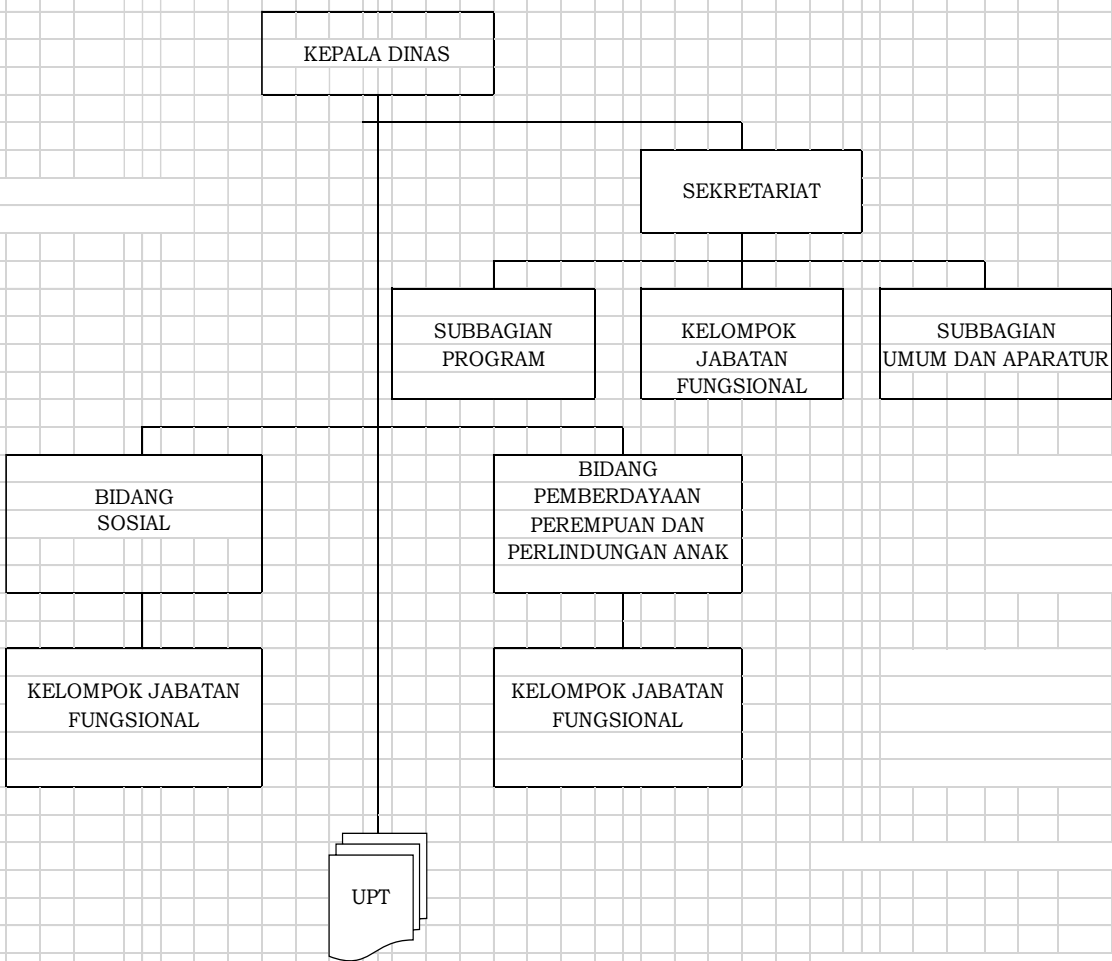 KEPALA DINAS
SEKRETARIAT
SUBBAGIAN
PROGRAM
KELOMPOK
JABATAN
FUNGSIONAL
SUBBAGIAN
UMUM DAN APARATUR
BIDANG
SOSIAL
BIDANG
PEMBERDAYAAN
PEREMPUAN DAN
PERLINDUNGAN ANAK
KELOMPOK JABATAN
FUNGSIONAL
KELOMPOK JABATAN
FUNGSIONAL
UPT